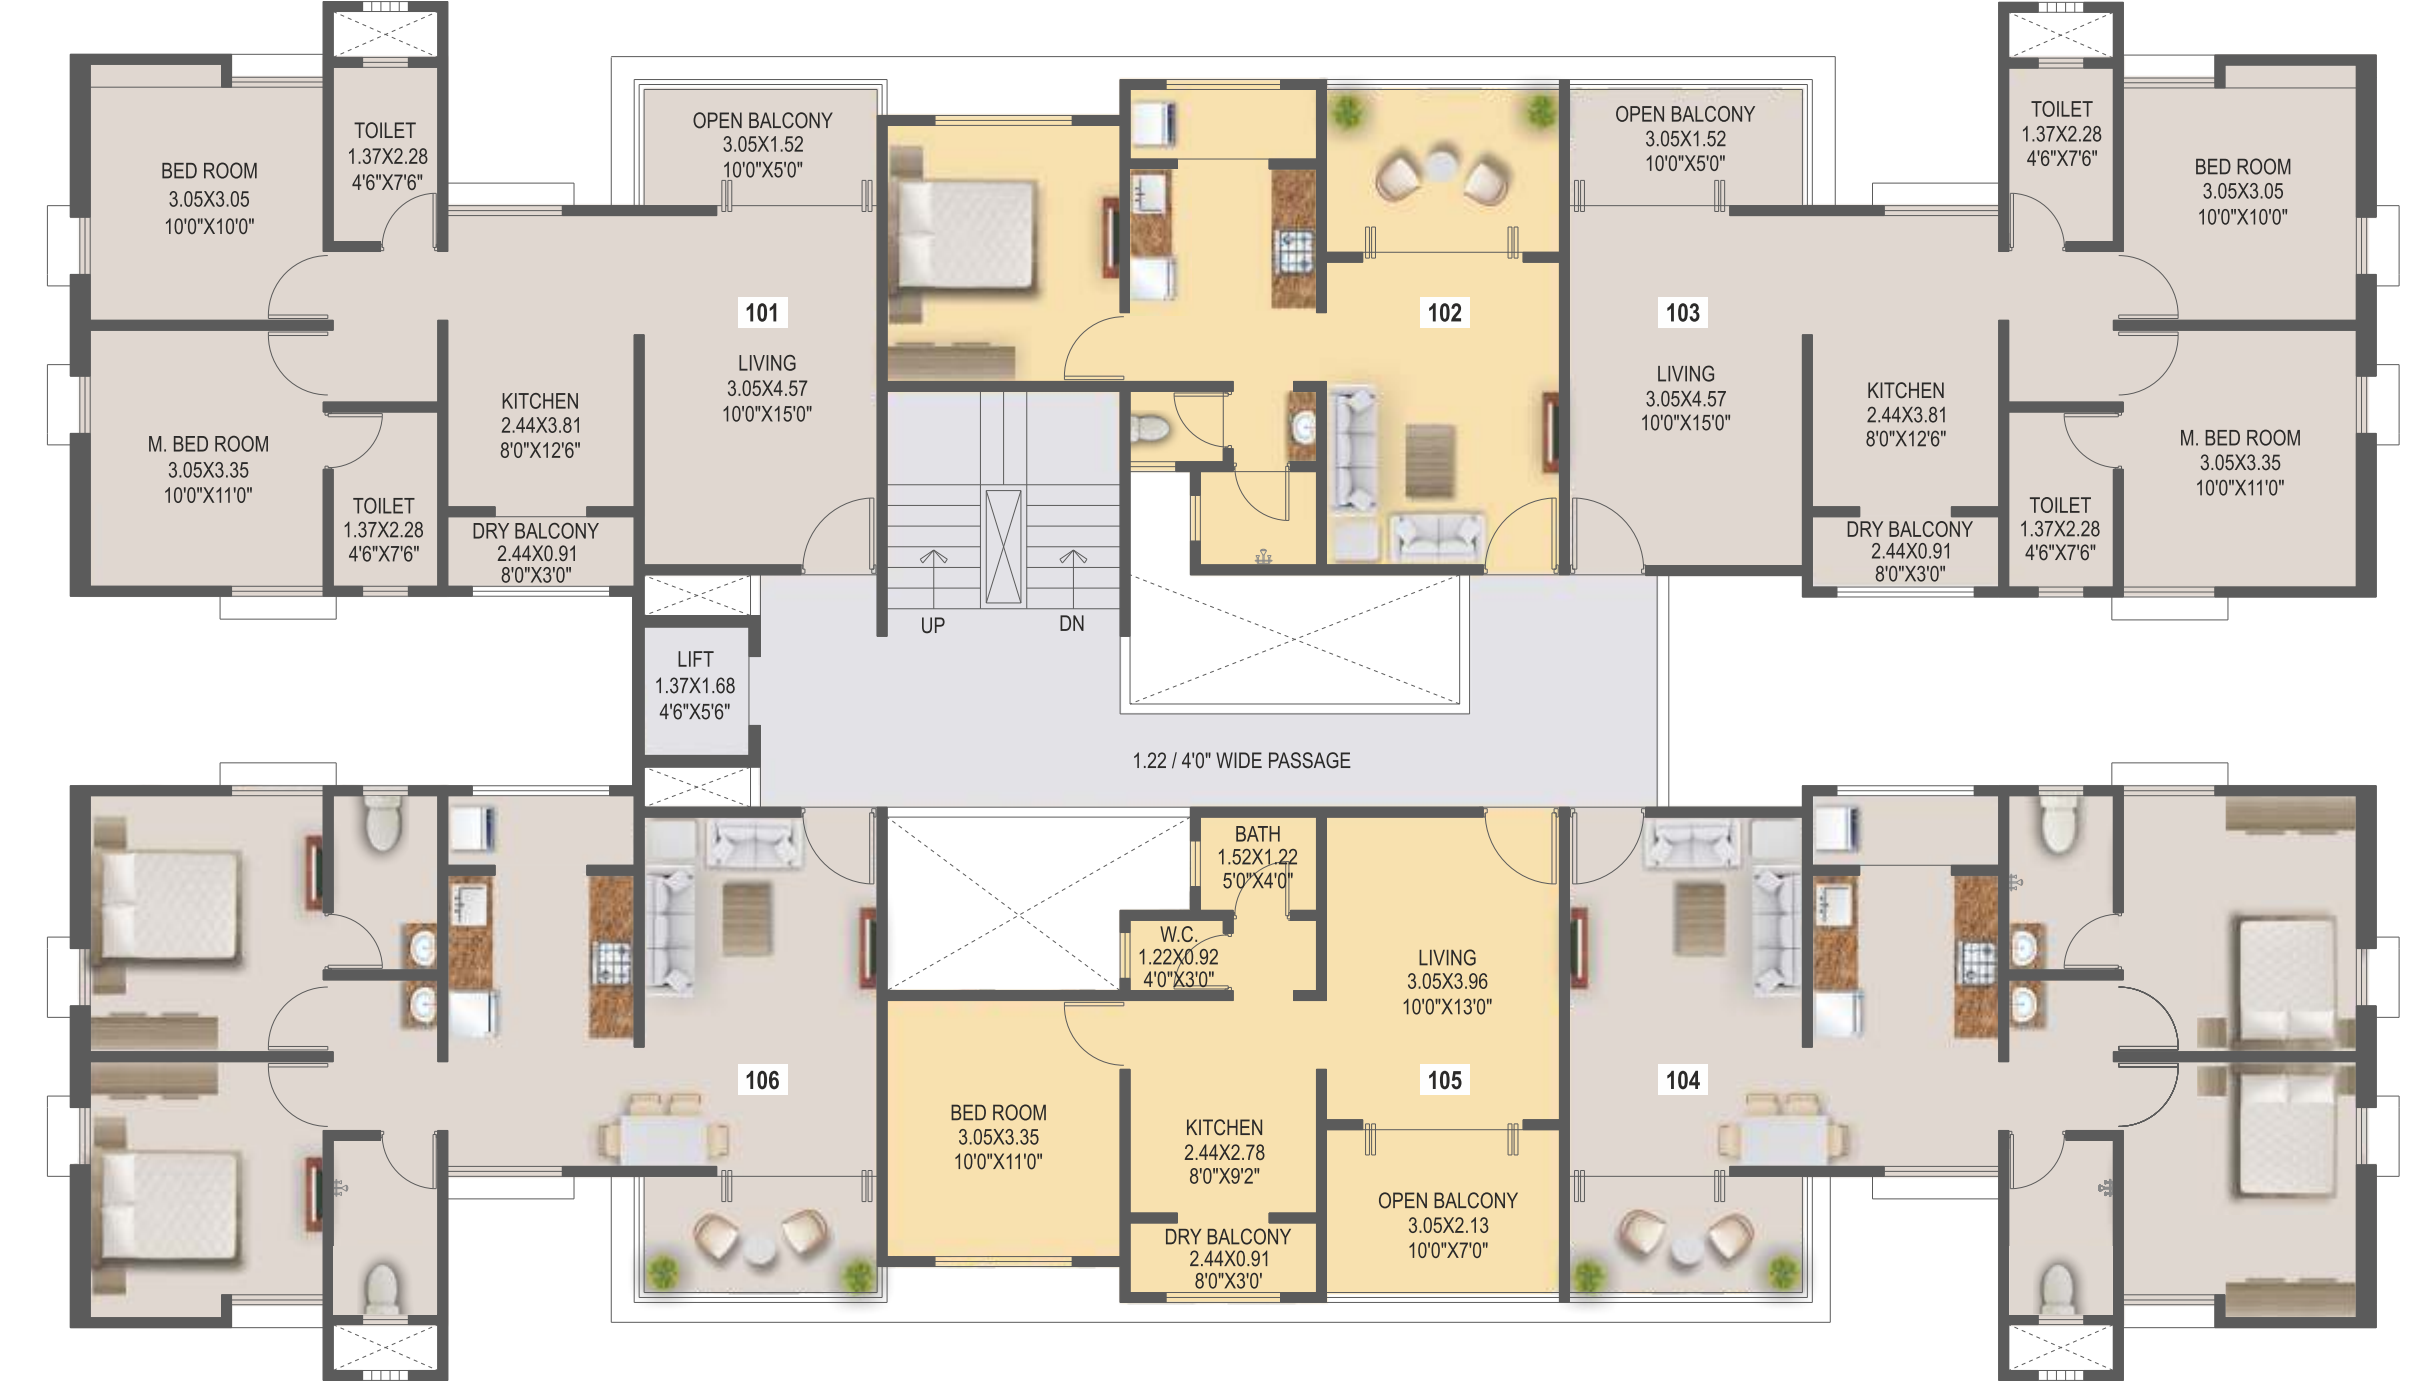 BED ROOM
3.05X3.05
10'0"X10'0"
TOILET
1.37X2.28
4'6"X7'6"
OPEN BALCONY
3.05X1.52
10'0"X5'0"
101
LIVING
3.05X4.57
10'0"X15'0"
M. BED ROOM
3.05X3.35
10'0"X11'0"
TOILET
1.37X2.28
4'6"X7'6"
KITCHEN
2.44X3.81
8'0"X12'6"
DRY BALCONY
2.44X0.91
8'0"X3'0"
102
OPEN BALCONY
3.05X1.52
10'0"X5'0"
103
LIVING
3.05X4.57
10'0"X15'0"
KITCHEN
2.44X3.81
8'0"X12'6"
DRY BALCONY
2.44X0.91
8'0"X3'0"
TOILET
1.37X2.28
4'6"X7'6"
BED ROOM
3.05X3.05
10'0"X10'0"
M. BED ROOM
3.05X3.35
10'0"X11'0"
TOILET
1.37X2.28
4'6"X7'6"
UP
DN
LIFT
1.37X1.68
4'6"X5'6"
1.22 / 4'0" WIDE PASSAGE
106
BATH
1.52X1.22
5'0"X4'0"
W.C.
1.22X0.92
4'0"X3'0"
LIVING
3.05X3.96
10'0"X13'0"
105
BED ROOM
3.05X3.35
10'0"X11'0"
KITCHEN
2.44X2.78
8'0"X9'2"
DRY BALCONY
2.44X0.91
8'0"X3'0'
OPEN BALCONY
3.05X2.13
10'0"X7'0"
104